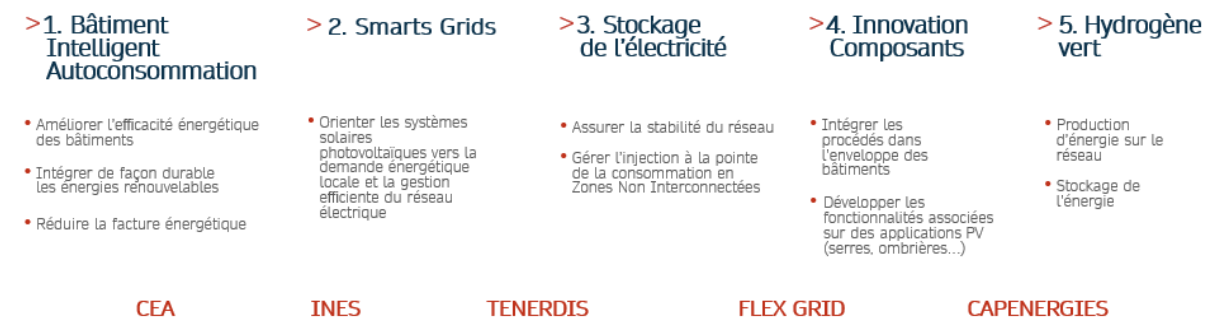 >1. Bâtiment
Intelligent
Autoconsommation
• Améliorer l'efficacité énergétique
des bâtiments
• Intégrer de façon durable
les énergies renouvelables
• Réduire la facture énergétique
> 2. Smarts Grids
• Orienter les systèmes
solaires
photovoltaïques vers la
demande énergétique
locale et la gestion
efficiente du réseau
électrique
>3. Stockage
de l'électricité
• Assurer la stabilité du réseau
• Gérer l'injection à la pointe
de la consommation en
Zones Non Interconnectées
>4. Innovation
Composants
• Intégrer les
procédés dans
l'enveloppe des
bâtiments
• Développer les
fonctionnalités associées
sur des applications PV
(serres, ombrières...)
> 5. Hydrogène
vert
• Production
d'énergie sur le
réseau
• Stockage de
l'énergie
CEA INES TENERDIS FLEX GRID CAPENERGIES